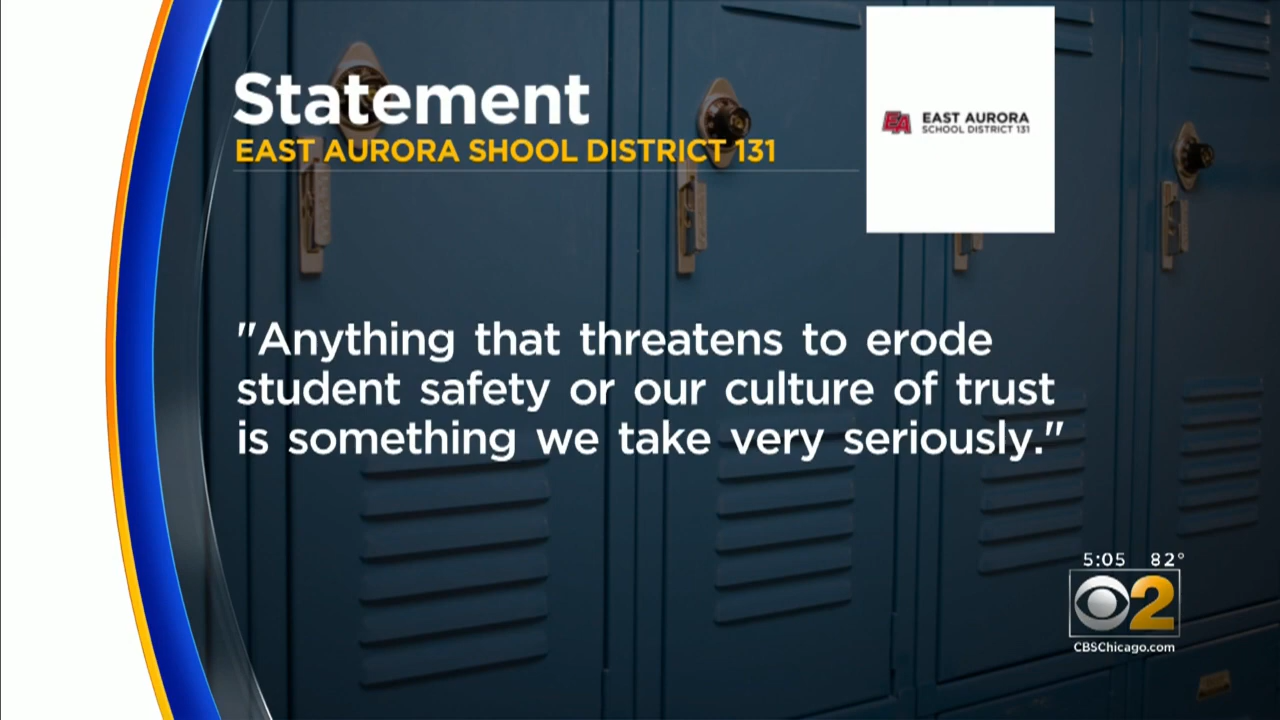 Statement
EAST AURORA SHOOL DISTRICT 131
EA EAST AURORA
SCHOOL DISTRICT 131
"Anything that threatens to erode
student safety or our culture of trust
is something we take very seriously."
5:05 82°
2
CBSChicago.com